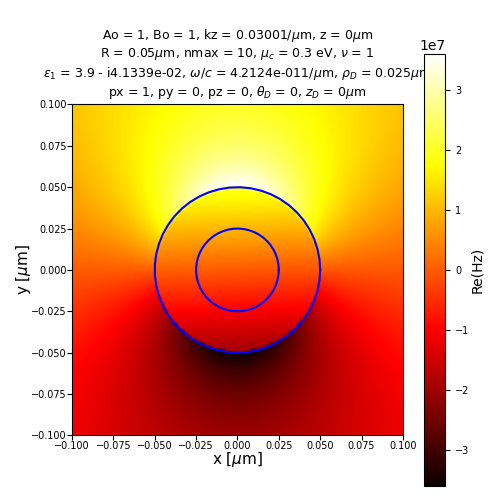 Ao = 1, Bo = 1, kz = 0.03001/μm, z = 0μm
R = 0.05μm, nmax = 10, μc = 0.3 eV, ν = 1
ε1 = 3.9 - i4.1339e-02, ω/c = 4.2124e-011/μm, ρD = 0.025μm
px = 1, py = 0, pz = 0, θD = 0, zD = 0μm
1e7
0.100
0.075
0.050
0.025
0.000
−0.025
−0.050
−0.075
−0.100
y [μm]
−0.100 −0.075 −0.050 −0.025 0.000 0.025 0.050 0.075 0.100
x [μm]
3
2
1
0
−1
−2
−3
Re(Hz)